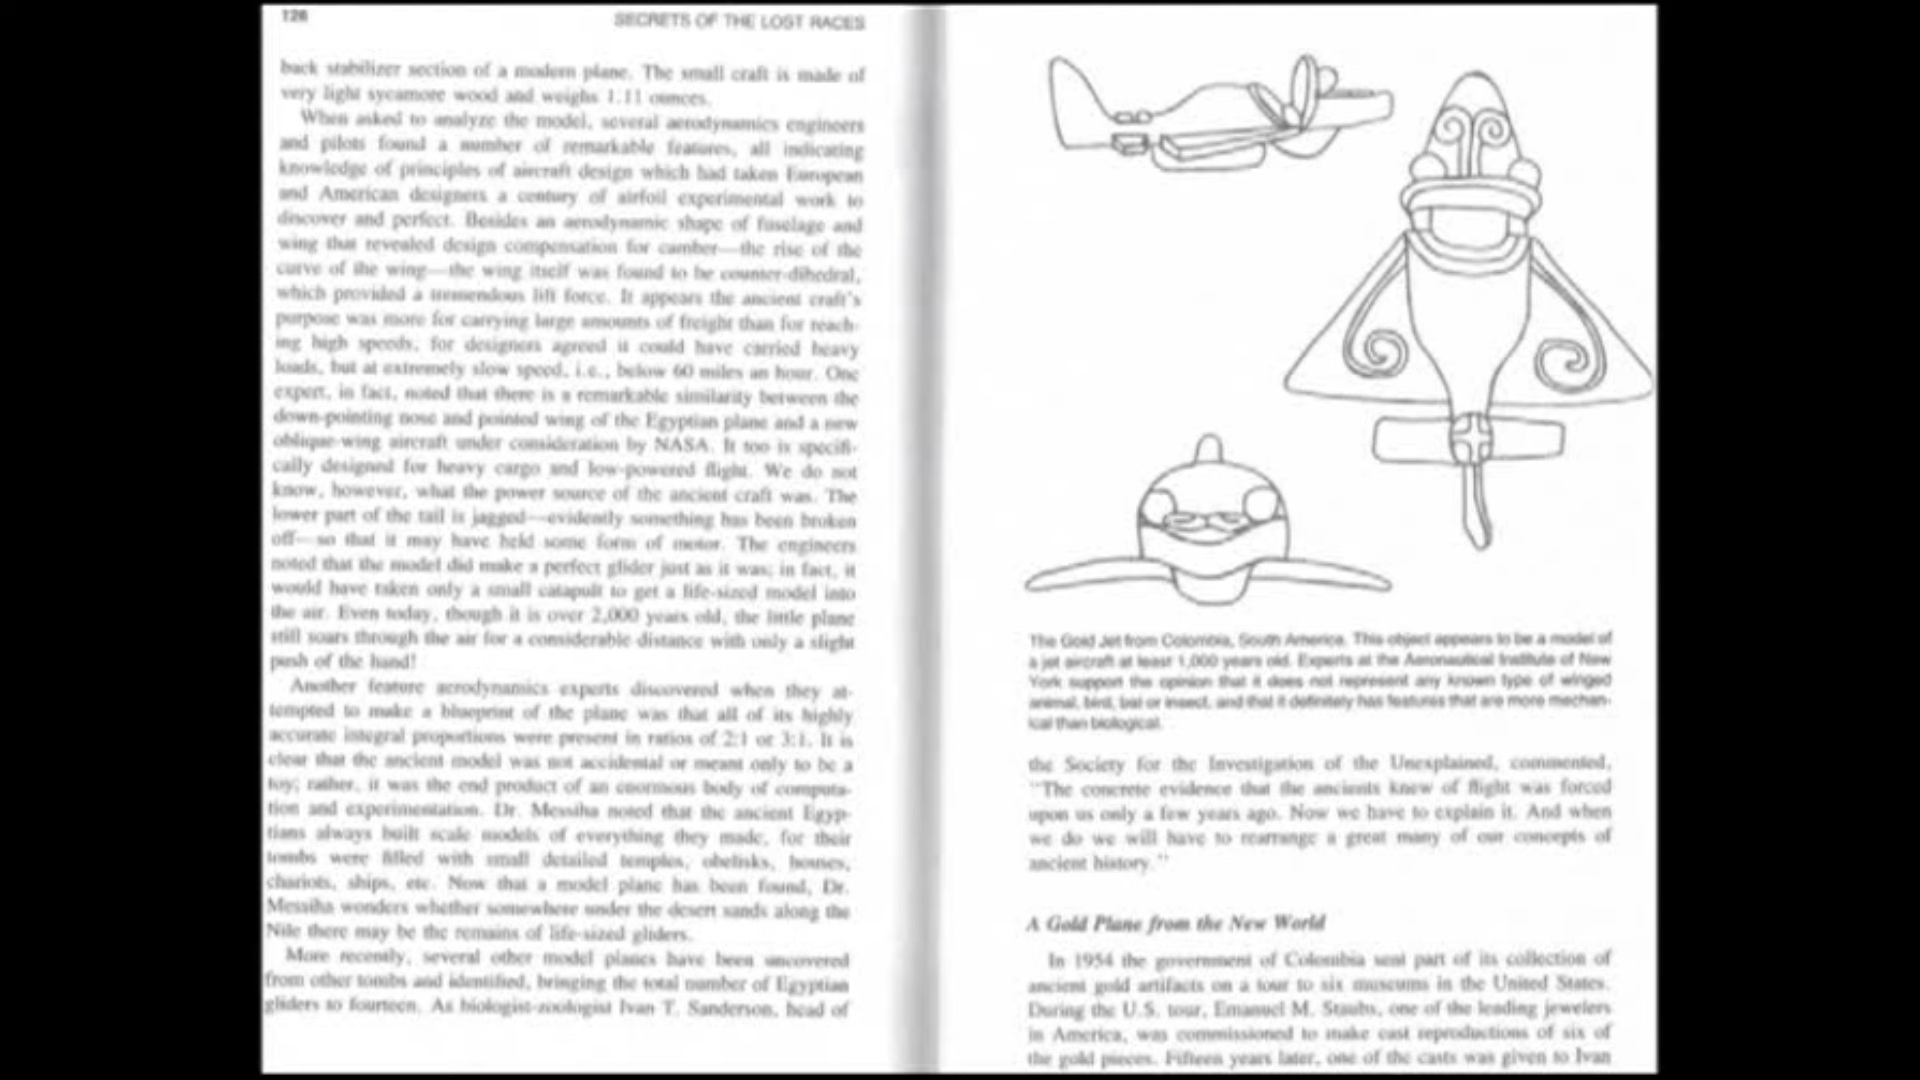 126
SECRETS OF THE LOST RACES
back stabilizer section of a modern plane. The small craft is made of
very light sycamore wood and weighs 1.11 ounces.
When asked to analyze the model, several aerodynamics engineers
and pilots found a number of remarkable features, all indicating
knowledge of principles of aircraft design which had taken European
and American designers a century of airfoil experimental work to
discover and perfect. Besides an aerodynamic shape of fuselage and
wing that revealed design compensation for camber—the rise of the
curve of the wing—the wing itself was found to be counter-dihedral,
which provided a tremendous lift force. It appears the ancient craft's
purpose was more for carrying large amounts of freight than for reach-
ing high speeds, for designers agreed it could have carried heavy
loads, but at extremely slow speed, i.e., below 60 miles an hour. One
expert, in fact, noted that there is a remarkable similarity between the
down-pointing nose and pointed wing of the Egyptian plane and a new
oblique-wing aircraft under consideration by NASA. It too is specifi-
cally designed for heavy cargo and low-powered flight. We do not
know, however, what the power source of the ancient craft was. The
lower part of the tail is jagged—evidently something has been broken
off—so that it may have held some form of motor. The engineers
noted that the model did make a perfect glider just as it was; in fact, it
would have taken only a small catapult to get a life-sized model into
the air. Even today, though it is over 2,000 years old, the little plane
still soars through the air for a considerable distance with only a slight
push of the hand!
Another feature aerodynamics experts discovered when they at-
tempted to make a blueprint of the plane was that all of its highly
accurate integral proportions were present in ratios of 2:1 or 3:1. It is
clear that the ancient model was not accidental or meant only to be a
toy; rather, it was the end product of an enormous body of computa-
tion and experimentation. Dr. Messiha noted that the ancient Egyp-
tians always built scale models of everything they made, for their
tombs were filled with small detailed temples, obelisks, houses,
chariots, ships, etc. Now that a model plane has been found, Dr.
Messiha wonders whether somewhere under the desert sands along the
Nile there may be the remains of life-sized gliders.
More recently, several other model planes have been uncovered
from other tombs and identified, bringing the total number of Egyptian
gliders to fourteen. As biologist-zoologist Ivan T. Sanderson, head of
The Gold Jet from Colombia, South America. This object appears to be a model of
a jet aircraft at least 1,000 years old. Experts at the Aeronautical Institute of New
York support the opinion that it does not represent any known type of winged
animal, bird, bat or insect, and that it definitely has features that are more mechan-
ical than biological.
the Society for the Investigation of the Unexplained, commented,
"The concrete evidence that the ancients knew of flight was forced
upon us only a few years ago. Now we have to explain it. And when
we do we will have to rearrange a great many of our concepts of
ancient history."
A Gold Plane from the New World
In 1954 the government of Colombia sent part of its collection of
ancient gold artifacts on a tour to six museums in the United States.
During the U.S. tour, Emanuel M. Staubs, one of the leading jewelers
in America, was commissioned to make cast reproductions of six of
the gold pieces. Fifteen years later, one of the casts was given to Ivan